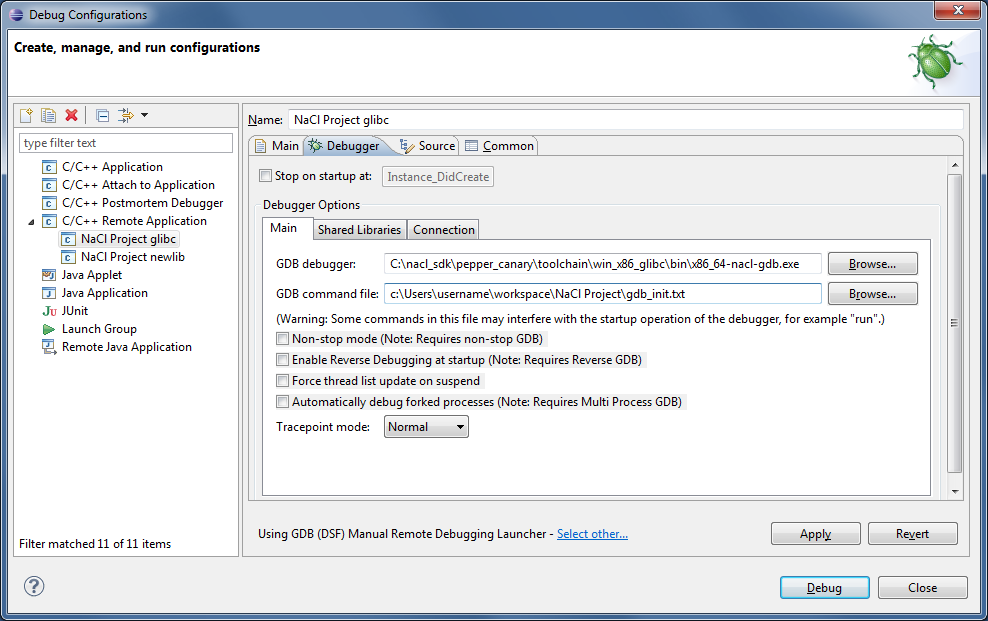 Debug Configurations
Create, manage, and run configurations
type filter text
C/C++ Application
C/C++ Attach to Application
C/C++ Postmortem Debugger
C/C++ Remote Application
NaCl Project glibc
NaCl Project newlib
Java Applet
Java Application
JUnit
Launch Group
Remote Java Application
Filter matched 11 of 11 items
Name: NaCl Project glibc
Main Debugger Source Common
Stop on startup at: Instance_DidCreate
Debugger Options
Main Shared Libraries Connection
GDB debugger: C:\nacl_sdk\pepper_canary\toolchain\win_x86_glibc\bin\x86_64-nacl-gdb.exe Browse...
GDB command file: c:\Users\username\workspace\NaCl Project\gdb_init.txt Browse...
(Warning: Some commands in this file may interfere with the startup operation of the debugger, for example "run".)
Non-stop mode (Note: Requires non-stop GDB)
Enable Reverse Debugging at startup (Note: Requires Reverse GDB)
Force thread list update on suspend
Automatically debug forked processes (Note: Requires Multi Process GDB)
Tracepoint mode: Normal
Using GDB (DSF) Manual Remote Debugging Launcher - Select other... Apply Revert
Debug Close